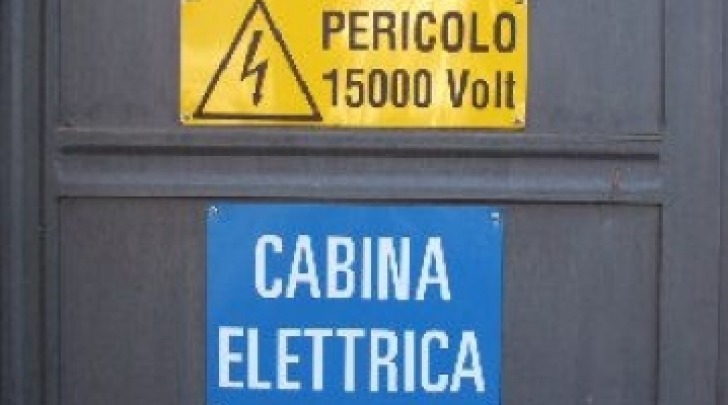 PERICOLO
15000 Volt
CABINA
ELETTRICA